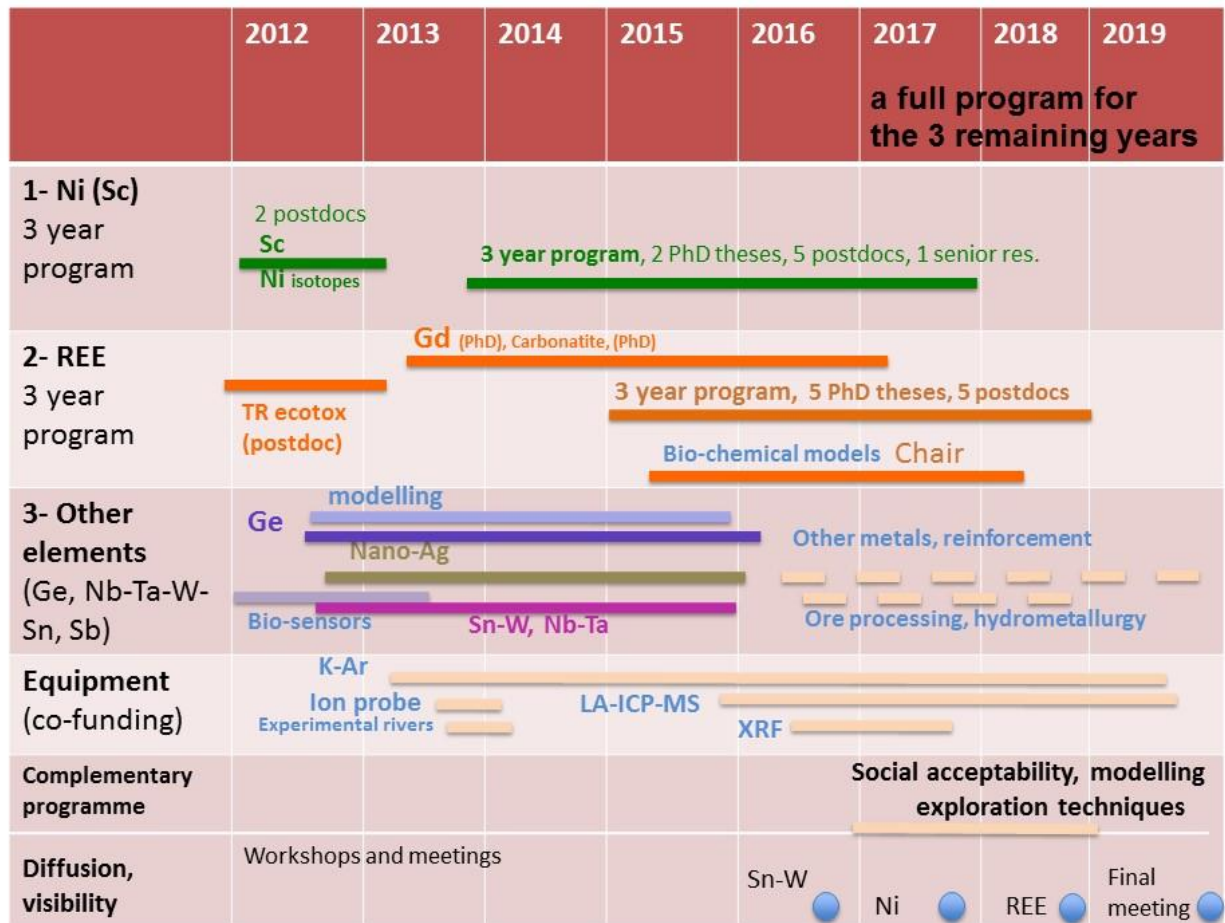 2012 2013 2014 2015 2016 2017 2018 2019
a full program for
the 3 remaining years
1- Ni (Sc)
3 year
program
2 postdocs
Sc
Ni isotopes
3 year program, 2 PhD theses, 5 postdocs, 1 senior res.
2- REE
3 year
program
Gd (PhD), Carbonatite, (PhD)
TR ecotox
(postdoc)
3 year program, 5 PhD theses, 5 postdocs
Bio-chemical models Chair
3- Other
elements
(Ge, Nb-Ta-W-
Sn, Sb)
modelling
Ge
Nano-Ag
Bio-sensors
Sn-W, Nb-Ta
Other metals, reinforcement
Ore processing, hydrometallurgy
Equipment
(co-funding)
K-Ar
Ion probe
Experimental rivers
LA-ICP-MS
XRF
Complementary
programme
Social acceptability, modelling
exploration techniques
Diffusion,
visibility
Workshops and meetings
Sn-W
Ni
REE
Final
meeting